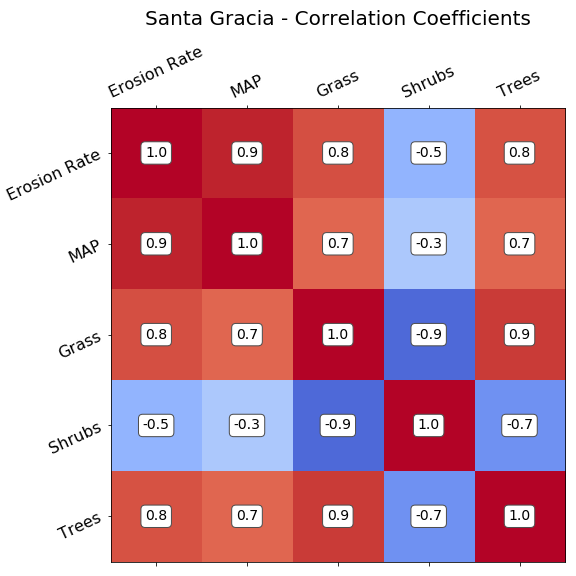 Santa Gracia - Correlation Coefficients
Erosion Rate MAP Grass Shrubs Trees
Erosion Rate 1.0 0.9 0.8 -0.5 0.8
MAP 0.9 1.0 0.7 -0.3 0.7
Grass 0.8 0.7 1.0 -0.9 0.9
Shrubs -0.5 -0.3 -0.9 1.0 -0.7
Trees 0.8 0.7 0.9 -0.7 1.0